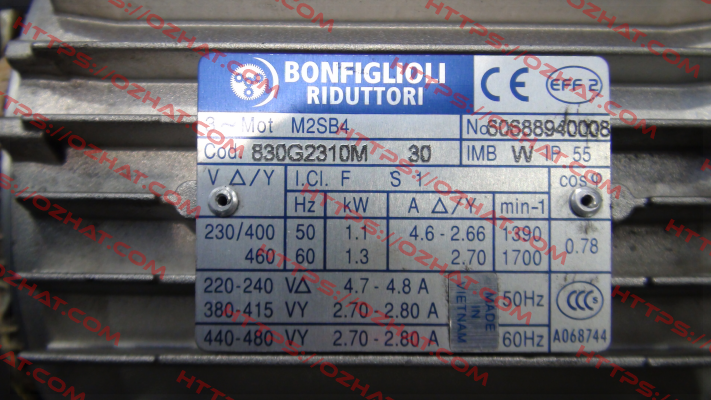 BONFIGLIOLI
RIDUTTORI
CE
EFF 2
3 ~ Mot M2SB4 No 60688940008
Cod. 830G2310M 30 IMB W IP 55
V Δ/Y I.Cl. F S 1 cosφ
Hz kW A Δ/Y min-1
230/400 50 1.1 4.6 - 2.66 1390 0.78
460 60 1.3 2.70 1700
220-240 VΔ 4.7 - 4.8 A 50Hz
380-415 VY 2.70 - 2.80 A
440-480 VY 2.70 - 2.80 A 60Hz
MADE
IN
VIETNAM
CCC S
A068744
HTTPS://OZHAT.COM